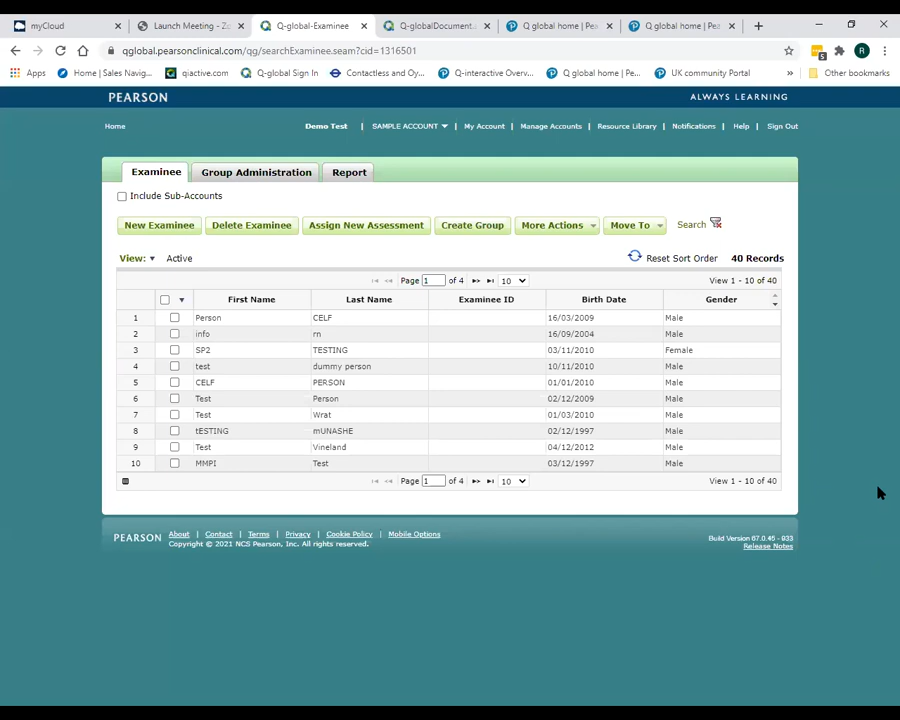 myCloud
Launch Meeting - Zo
Q-global-Examinee
Q-globalDocument.
Q global home | Pea
Q global home | Pea
qglobal.pearsonclinical.com/qg/searchExaminee.seam?cid=1316501
5
R
Apps
Home | Sales Navig...
qiactive.com
Q-global Sign In
Contactless and Oy...
Q-interactive Overv...
Q global home | Pe...
UK community Portal
»
Other bookmarks
PEARSON
ALWAYS LEARNING
Home
Demo Test | SAMPLE ACCOUNT | My Account | Manage Accounts | Resource Library | Notifications | Help | Sign Out
Examinee
Group Administration
Report
Include Sub-Accounts
New Examinee
Delete Examinee
Assign New Assessment
Create Group
More Actions
Move To
Search
View: Active
Reset Sort Order
40 Records
Page 1 of 4 10
View 1 - 10 of 40
First Name Last Name Examinee ID Birth Date Gender
1 Person CELF 16/03/2009 Male
2 info rn 16/09/2004 Male
3 SP2 TESTING 03/11/2010 Female
4 test dummy person 10/11/2010 Male
5 CELF PERSON 01/01/2010 Male
6 Test Person 02/12/2009 Male
7 Test Wrat 01/03/2010 Male
8 tESTING mUNASHE 02/12/1997 Male
9 Test Vineland 04/12/2012 Male
10 MMPI Test 03/12/1997 Male
Page 1 of 4 10
View 1 - 10 of 40
PEARSON
About | Contact | Terms | Privacy | Cookie Policy | Mobile Options
Copyright © 2021 NCS Pearson, Inc. All rights reserved.
Build Version 67.0.45 - 933
Release Notes